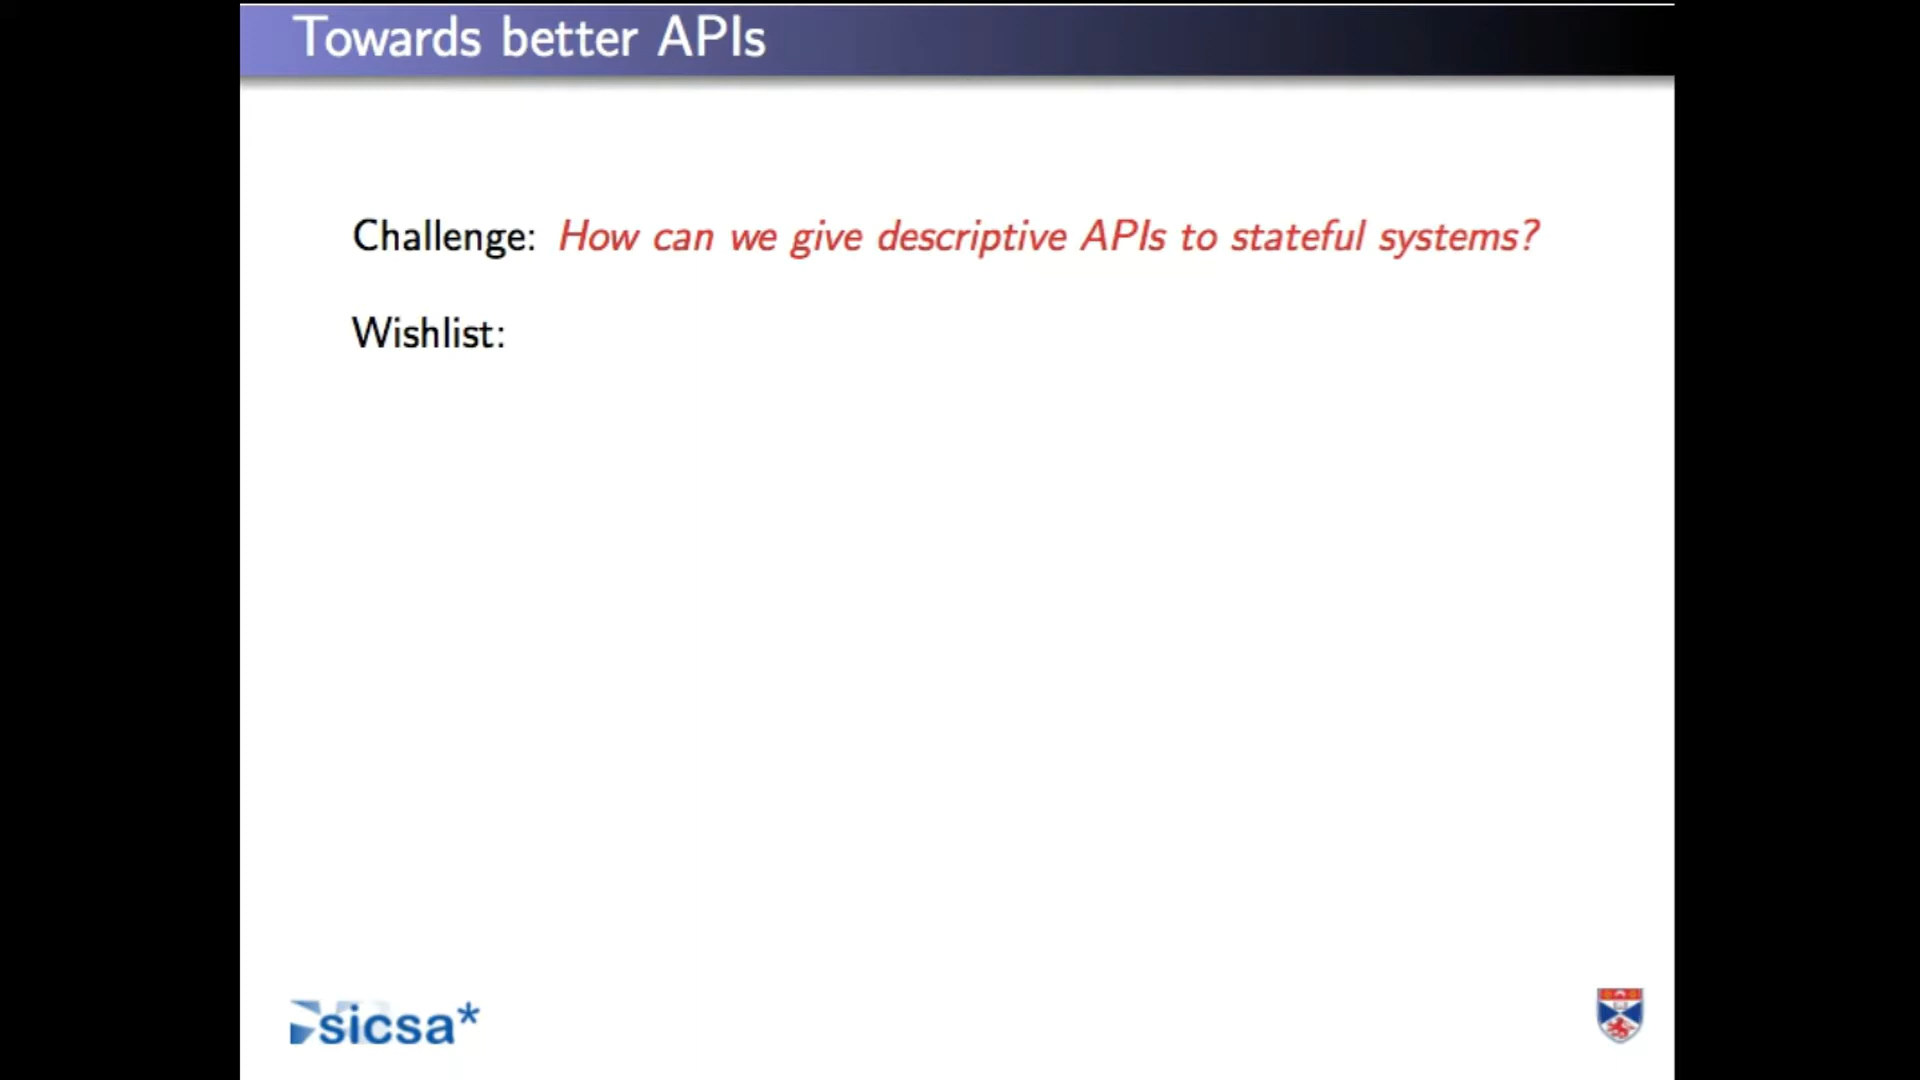 Towards better APIs
Challenge: How can we give descriptive APIs to stateful systems?
Wishlist:
sicsa*